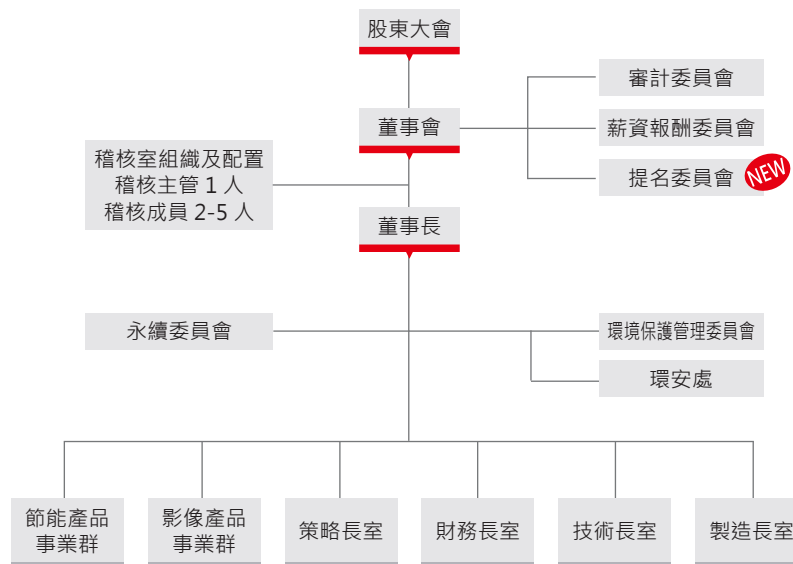 股東大會
審計委員會
董事會
薪資報酬委員會
稽核室組織及配置
稽核主管 1 人
稽核成員 2-5 人
提名委員會
NEW
董事長
永續委員會
環境保護管理委員會
環安處
節能產品
事業群
影像產品
事業群
策略長室
財務長室
技術長室
製造長室